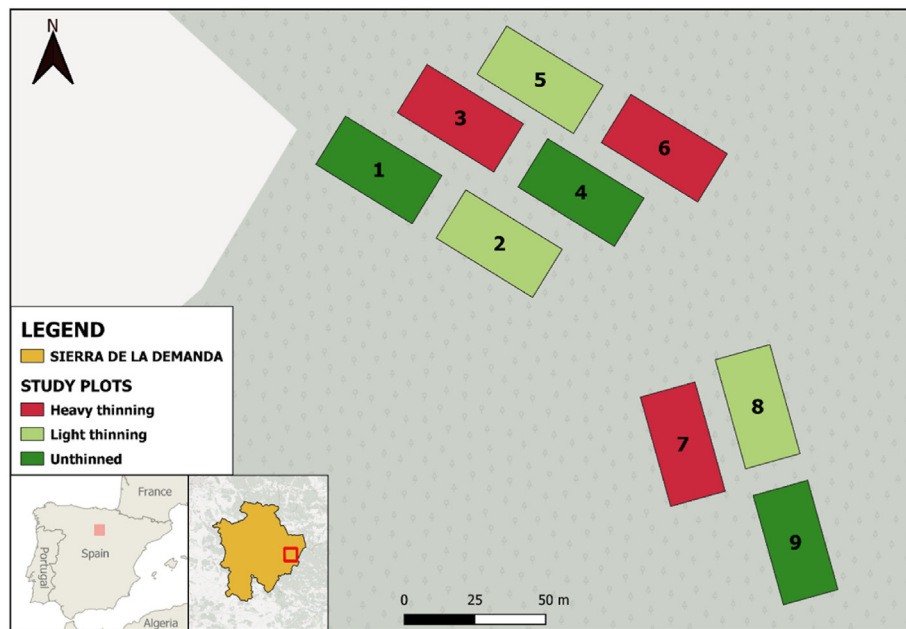 N
5
3
6
1
4
2
8
7
9
LEGEND
SIERRA DE LA DEMANDA
STUDY PLOTS
Heavy thinning
Light thinning
Unthinned
France
Spain
Portugal
Algeria
0 25 50 m